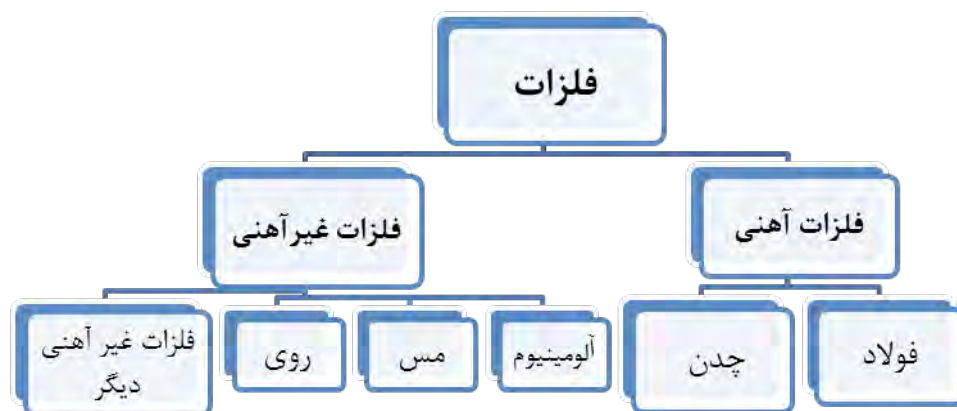 فلزات
فلزات آهنی
فلزات غیرآهنی
فولاد
چدن
آلومینیوم
مس
روی
فلزات غیر آهنی
دیگر